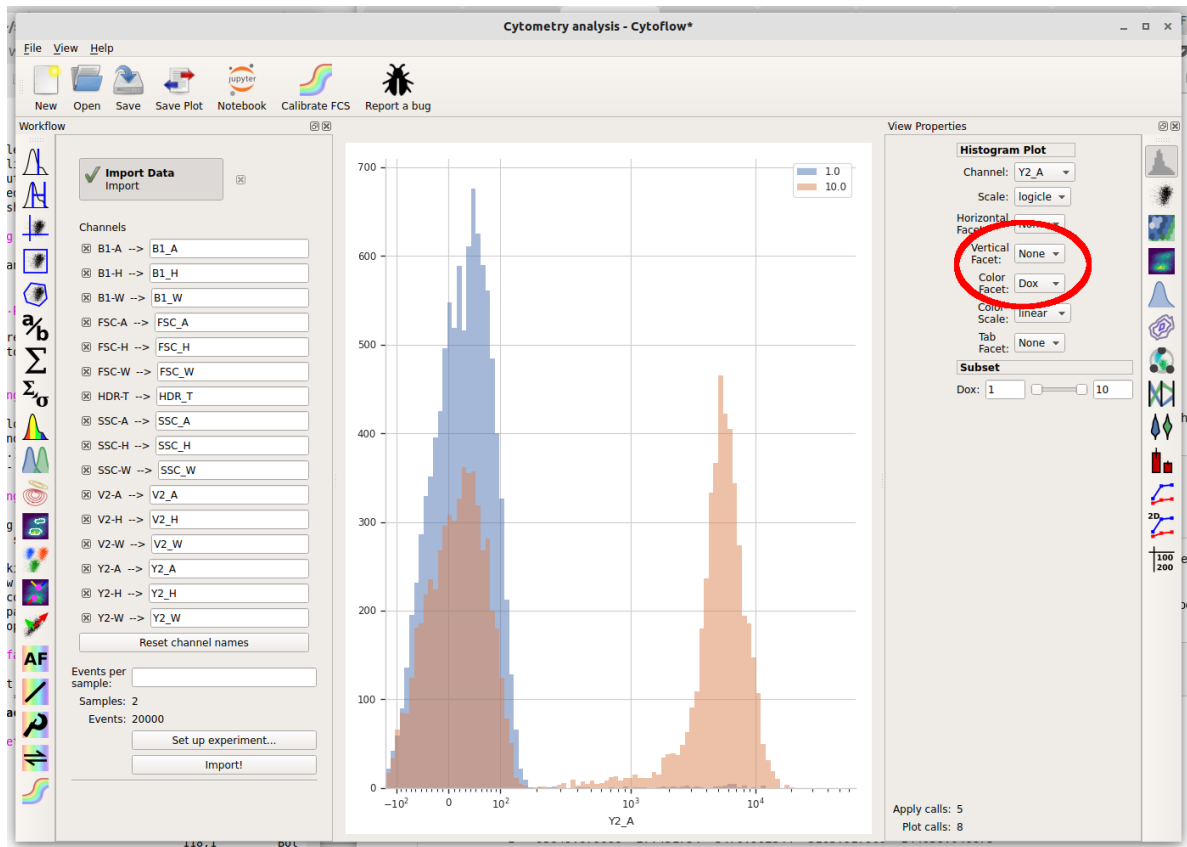 Cytometry analysis - Cytoflow*
File View Help
New Open Save Save Plot Notebook Calibrate FCS Report a bug
jupyter
Workflow
Import Data
Import
Channels
B1-A --> B1_A
B1-H --> B1_H
B1-W --> B1_W
FSC-A --> FSC_A
FSC-H --> FSC_H
FSC-W --> FSC_W
HDR-T --> HDR_T
SSC-A --> SSC_A
SSC-H --> SSC_H
SSC-W --> SSC_W
V2-A --> V2_A
V2-H --> V2_H
V2-W --> V2_W
Y2-A --> Y2_A
Y2-H --> Y2_H
Y2-W --> Y2_W
Reset channel names
Events per
sample:
Samples: 2
Events: 20000
Set up experiment...
Import!
a/b
Σ
Σ,σ
AF
700
600
500
400
300
200
100
0
−10² 0 10² 10³ 10⁴
Y2_A
1.0
10.0
View Properties
Histogram Plot
Channel: Y2_A
Scale: logicle
Horizontal
Vertical
Facet: None
Color
Facet: Dox
Scale: linear
Tab
Facet: None
Subset
Dox: 1 10
2D
100
200
Apply calls: 5
Plot calls: 8